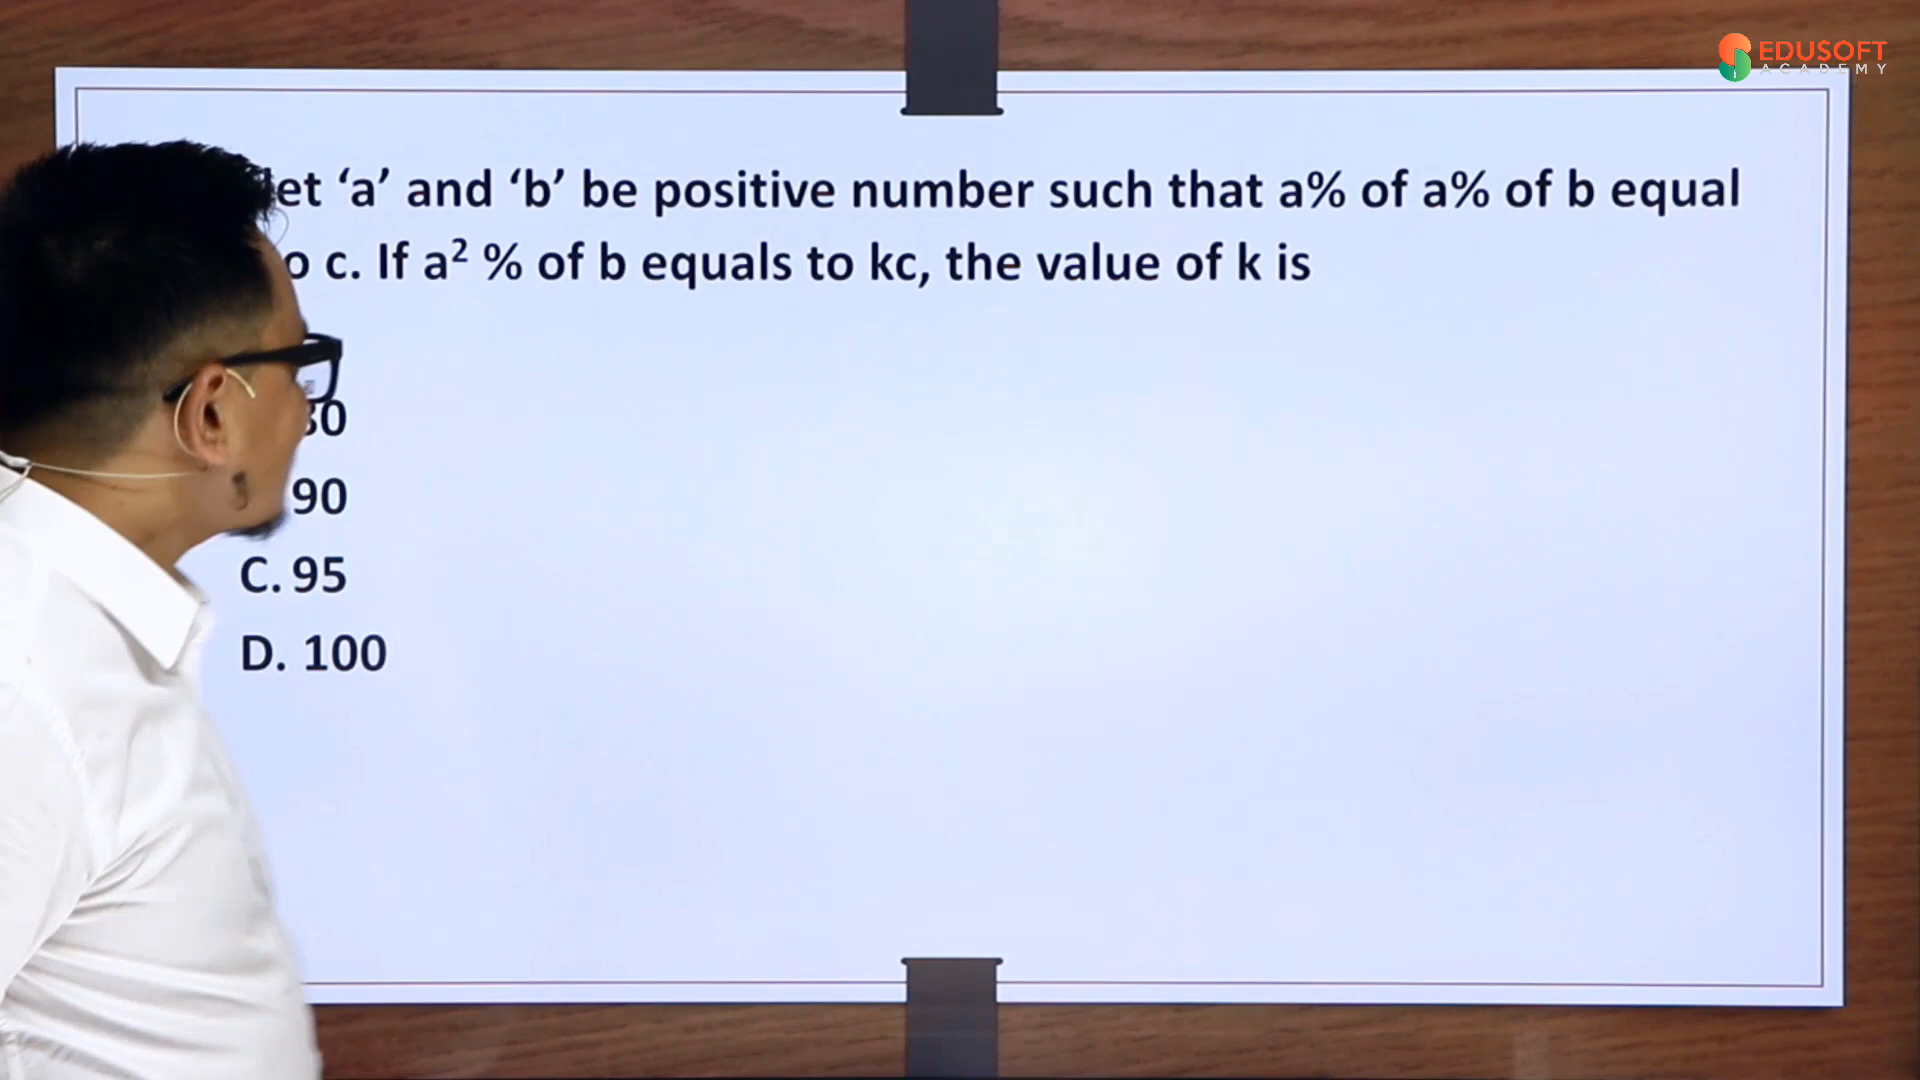 EDUSOFT
ACADEMY
let ‘a’ and ‘b’ be positive number such that a% of a% of b equal
c. If a² % of b equals to kc, the value of k is
90
C. 95
D. 100